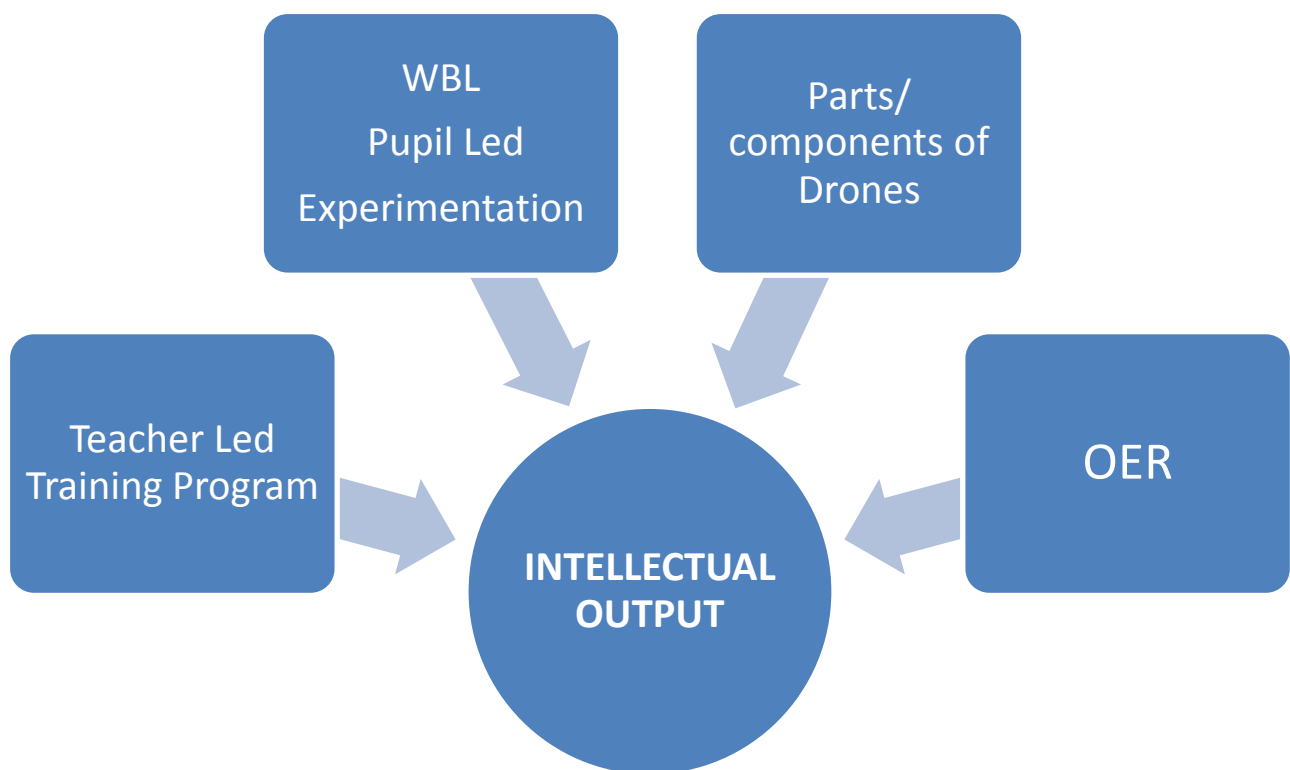 WBL
Pupil Led
Experimentation
Parts/
components of
Drones
Teacher Led
Training Program
OER
INTELLECTUAL
OUTPUT